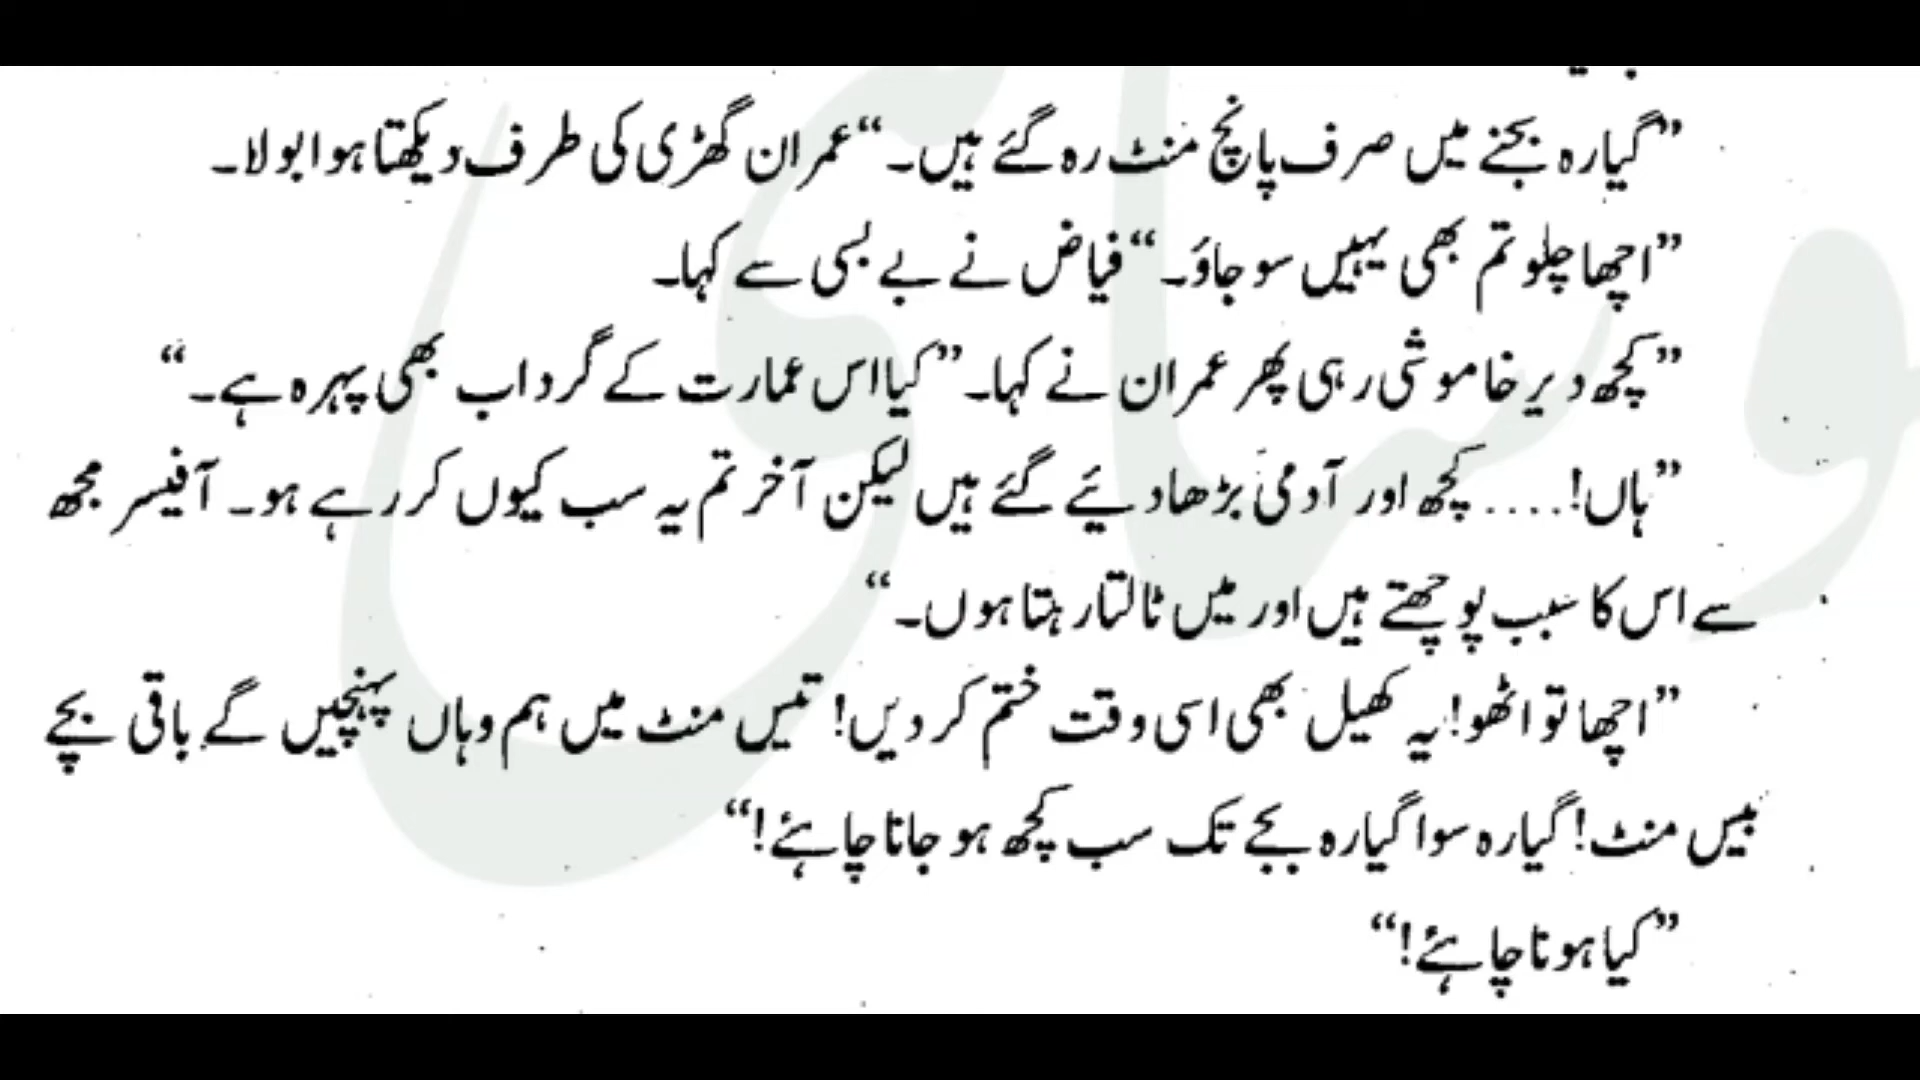 ”گیارہ بجنے میں صرف پانچ منٹ رہ گئے ہیں۔“ عمران گھڑی کی طرف دیکھتا ہوا بولا۔
”اچھا چلو تم بھی یہیں سو جاؤ۔“ فیاض نے بے بسی سے کہا۔
”کچھ دیر خاموشی رہی پھر عمران نے کہا۔”کیا اس عمارت کے گرد اب بھی پہرہ ہے۔“
”ہاں!.... کچھ اور آدمی بڑھا دیئے گئے ہیں لیکن آخر تم یہ سب کیوں کر رہے ہو۔ آفیسر مجھ
سے اس کا سبب پوچھتے ہیں اور میں ٹالتا رہتا ہوں۔“
”اچھا تو اٹھو! یہ کھیل بھی اسی وقت ختم کر دیں! تیس منٹ میں ہم وہاں پہنچیں گے باقی بچے
بیس منٹ! گیارہ سوا گیارہ بجے تک سب کچھ ہو جانا چاہئے!“
”کیا ہونا چاہئے!“